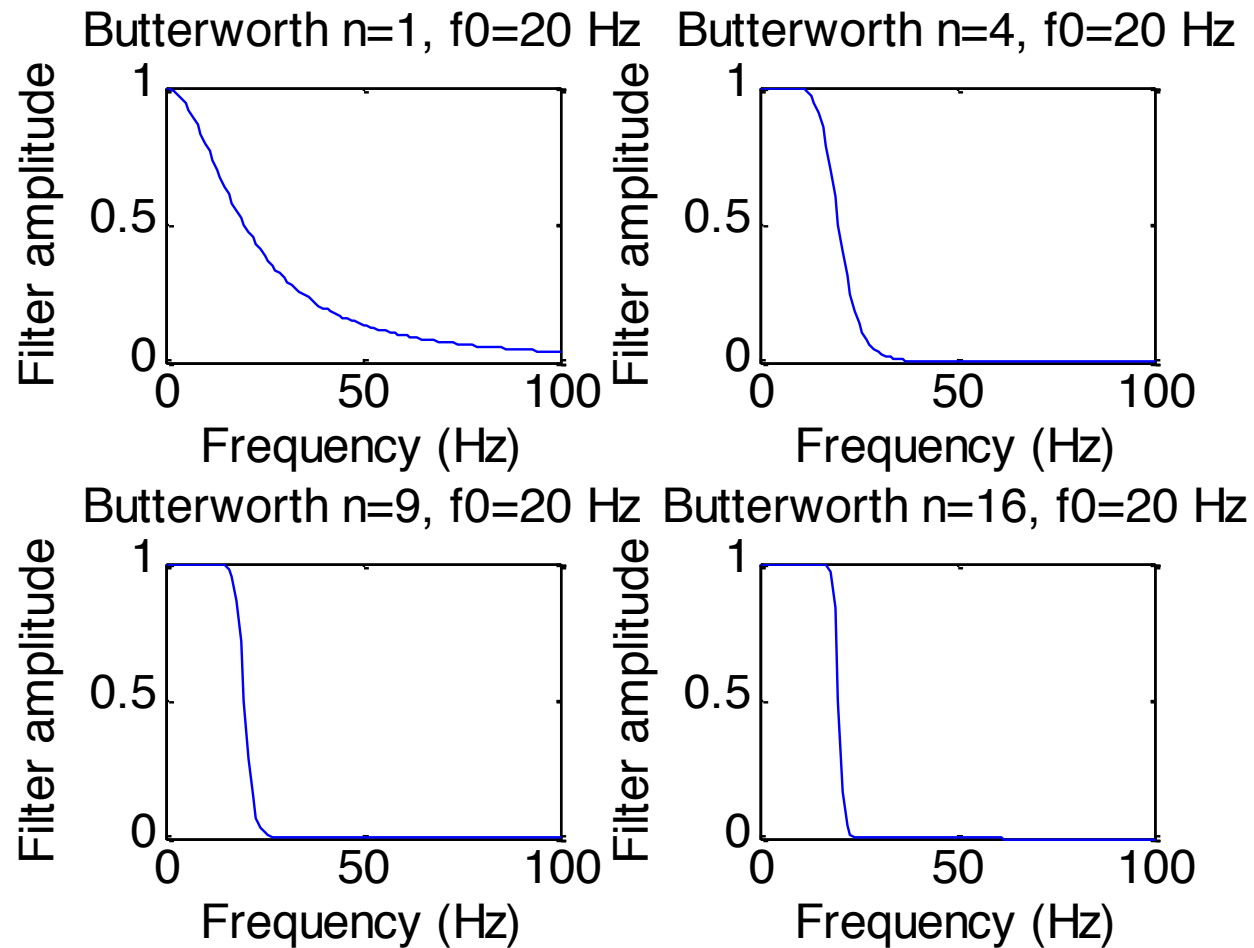 Butterworth n=1, f0=20 Hz
Filter amplitude
1
0.5
0
0 50 100
Frequency (Hz)
Butterworth n=4, f0=20 Hz
Filter amplitude
1
0.5
0
0 50 100
Frequency (Hz)
Butterworth n=9, f0=20 Hz
Filter amplitude
1
0.5
0
0 50 100
Frequency (Hz)
Butterworth n=16, f0=20 Hz
Filter amplitude
1
0.5
0
0 50 100
Frequency (Hz)